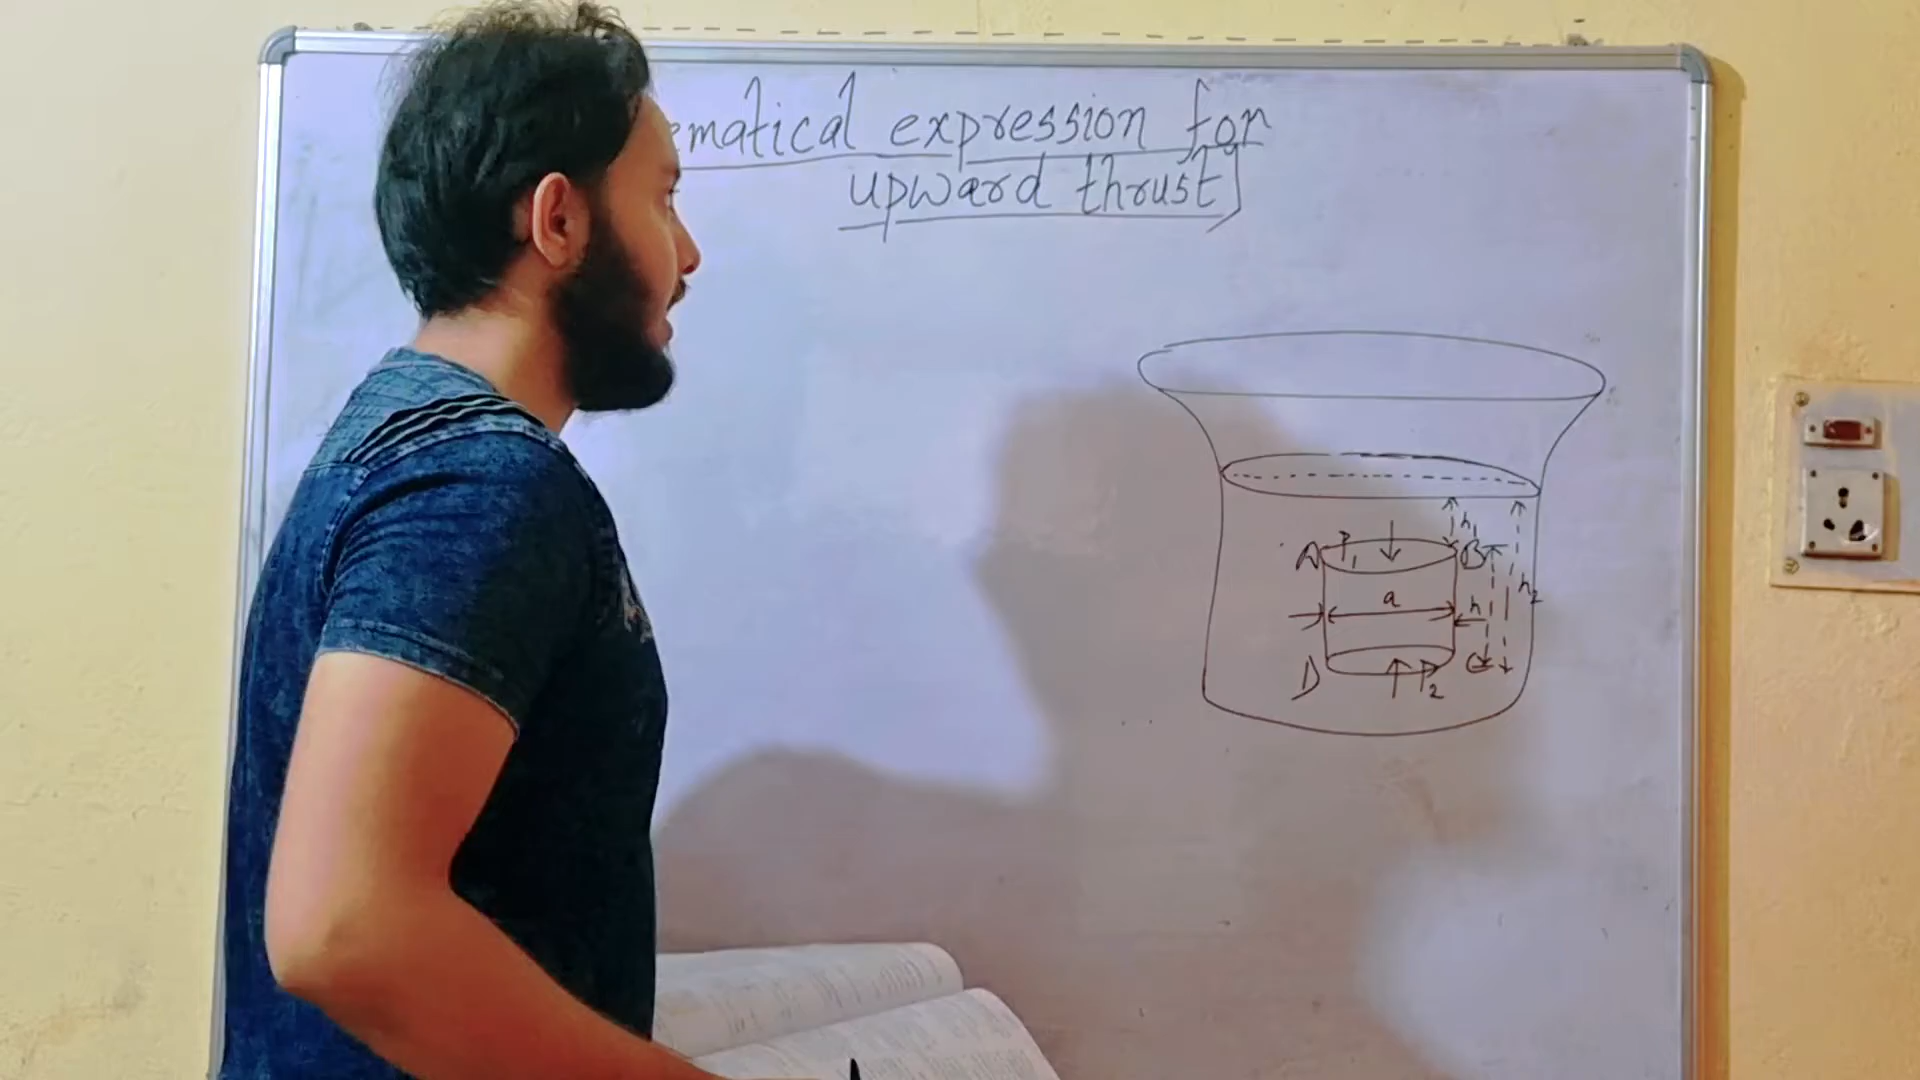 ematical expression for
upward thrust
h₁
A P₁ B
h₂
a h
D P₂ C